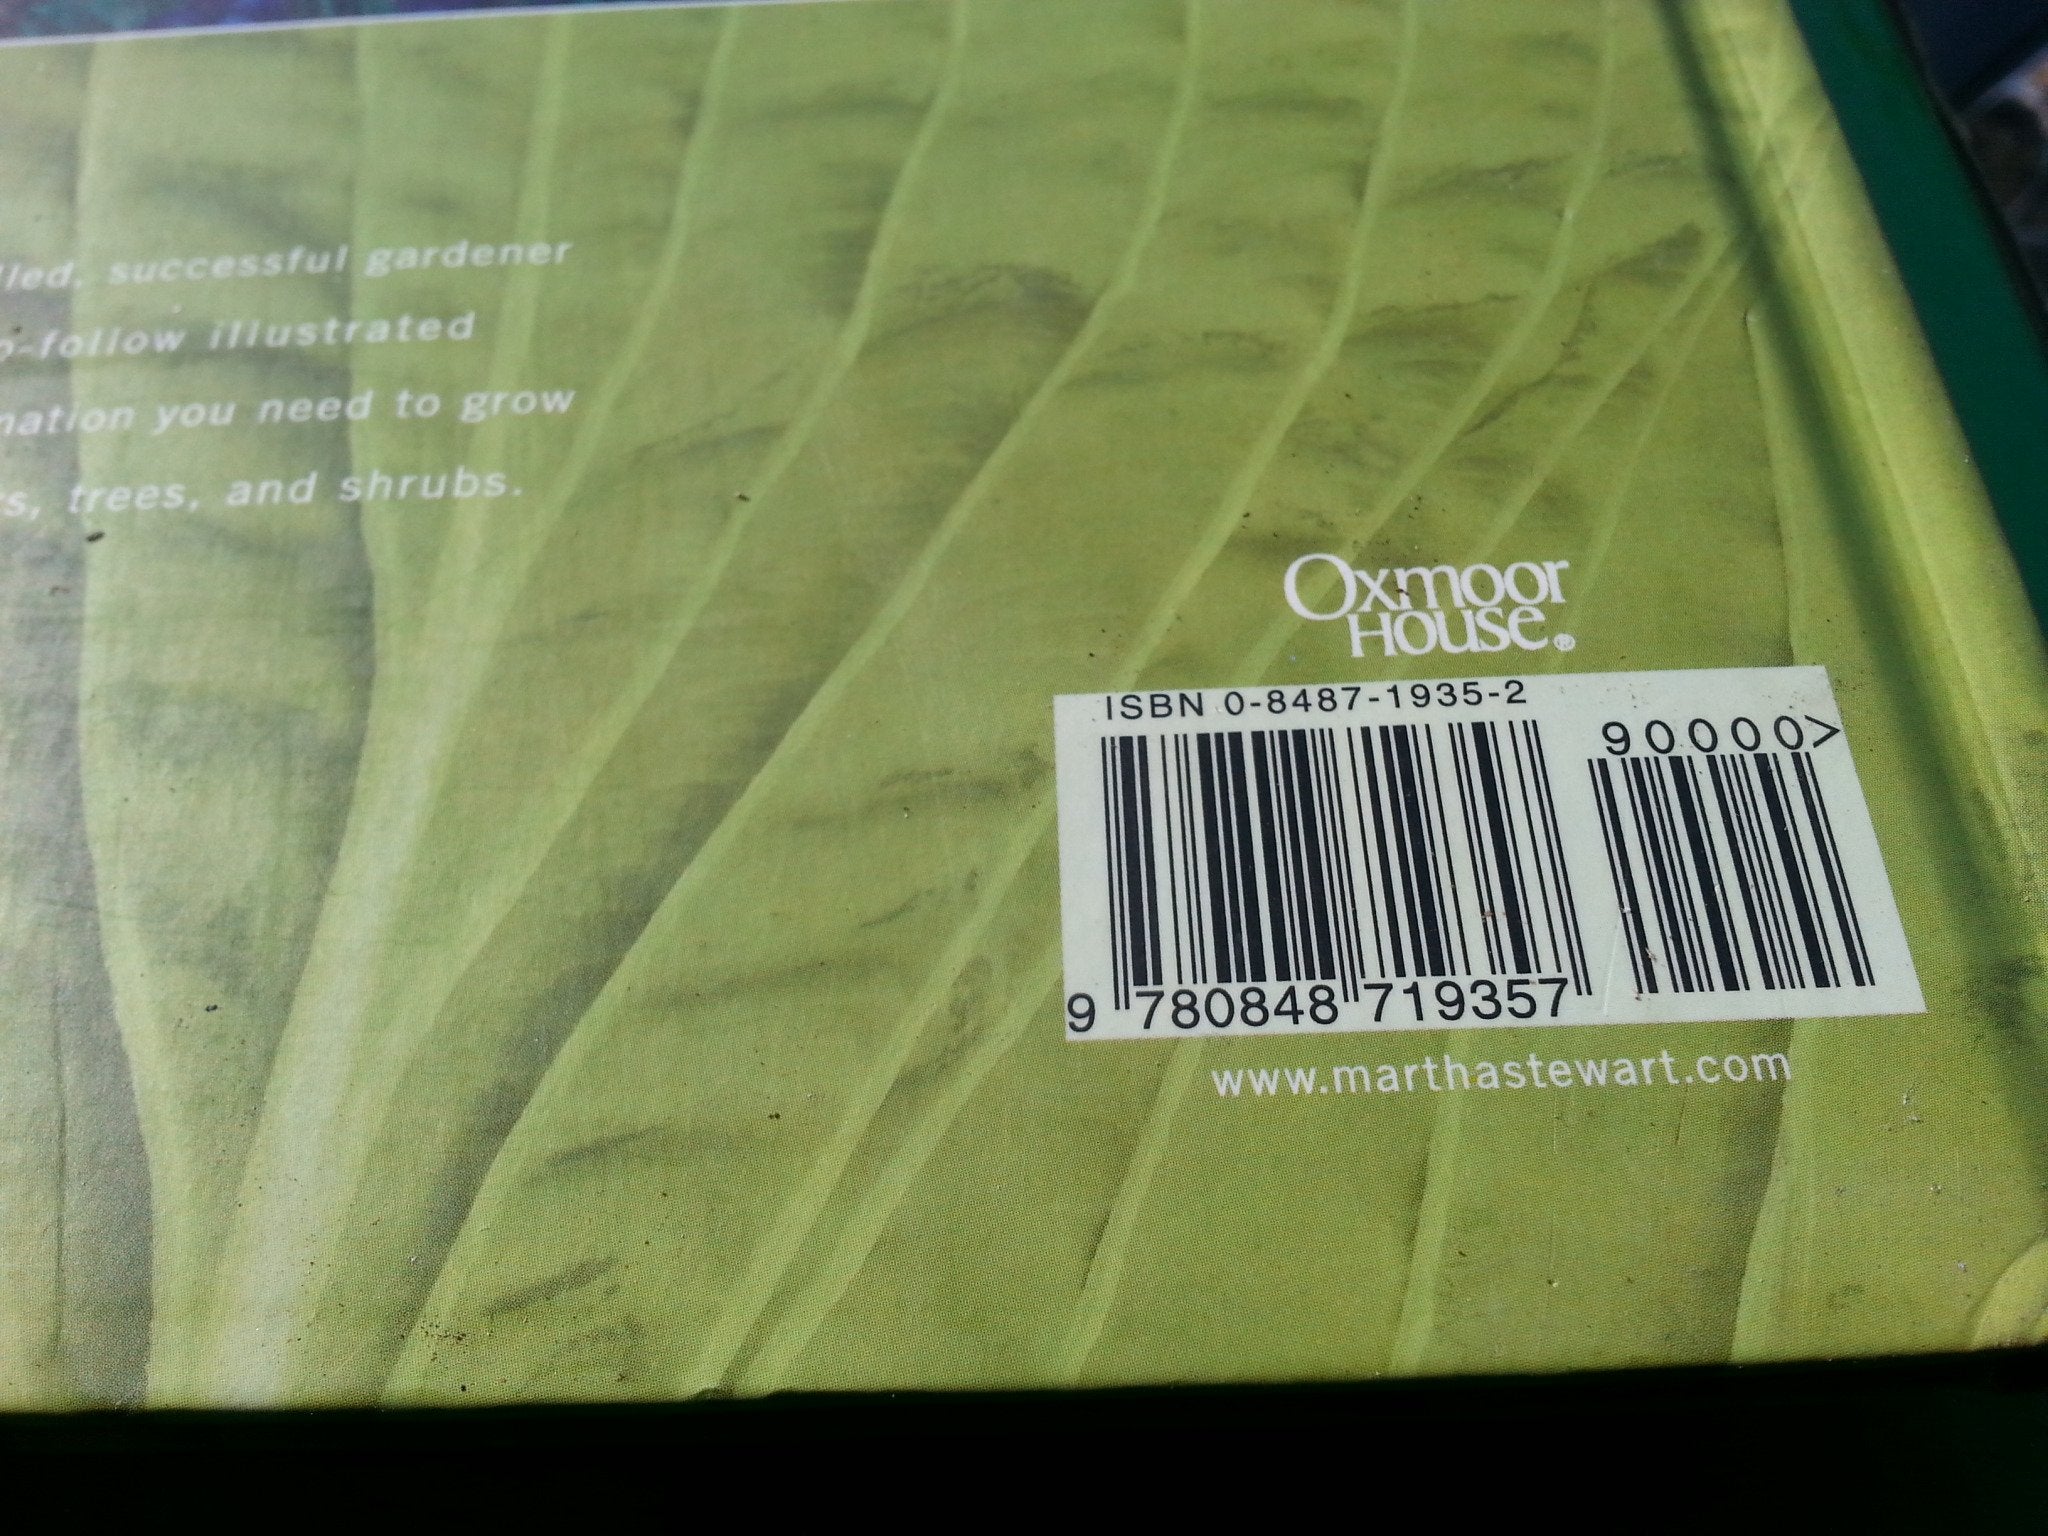 successful gardener
-follow illustrated
you need to grow
trees, and shrubs.
Oxmoor
House®
ISBN 0-8487-1935-2
90000>
9 780848 719357
www.marthastewart.com